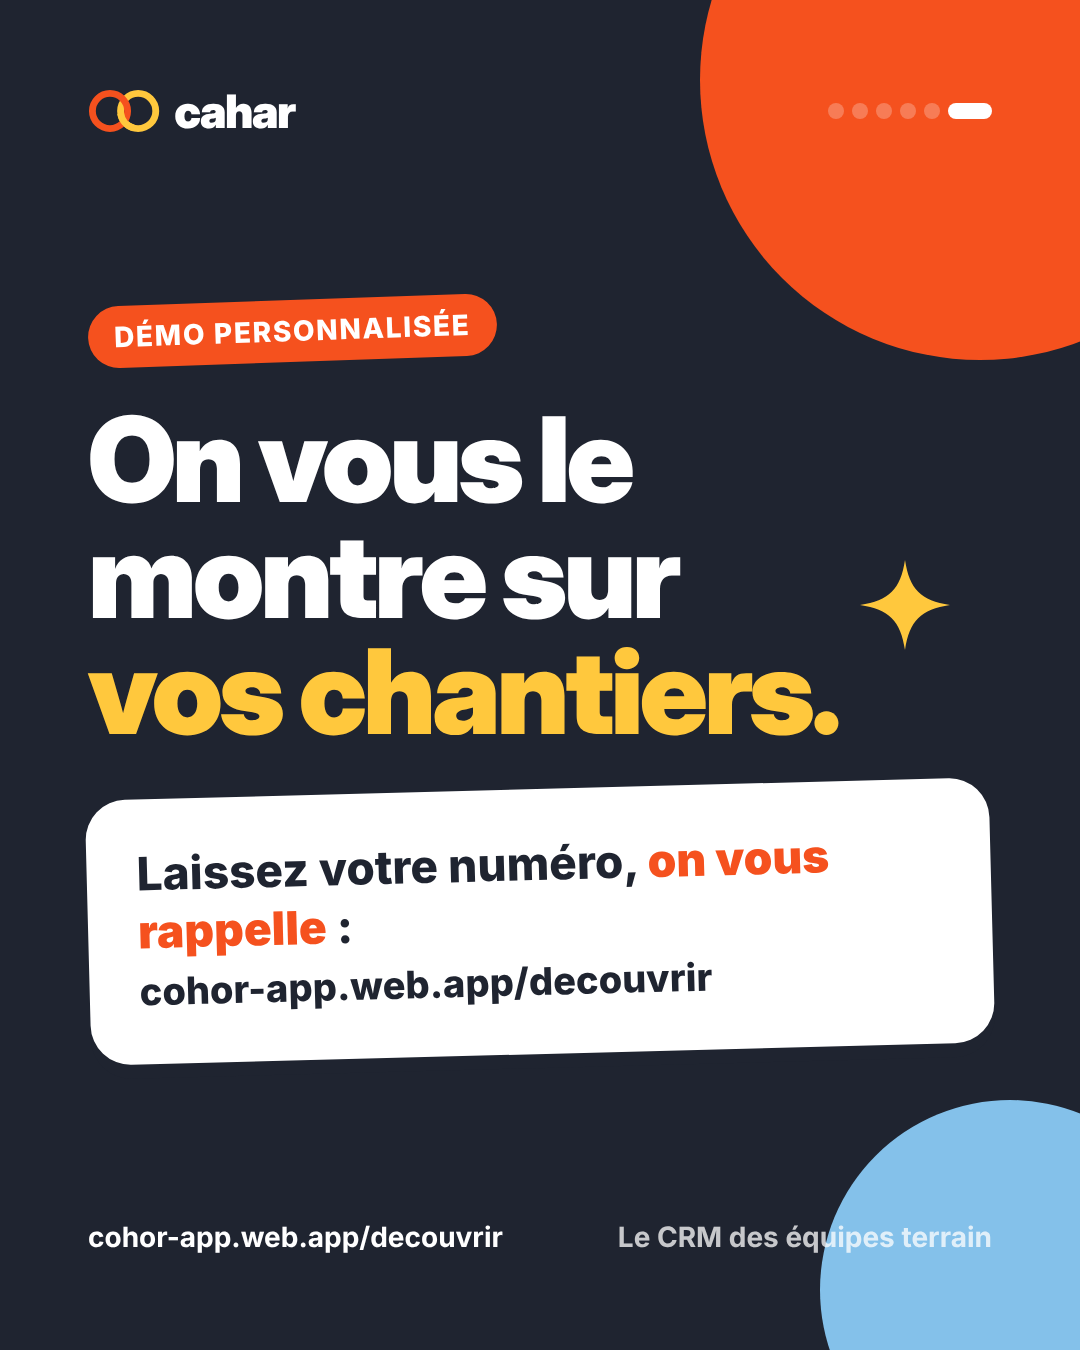 cahar
DÉMO PERSONNALISÉE
On vous le
montre sur
vos chantiers.
Laissez votre numéro, on vous
rappelle :
cohor-app.web.app/decouvrir
cohor-app.web.app/decouvrir
Le CRM des équipes terrain